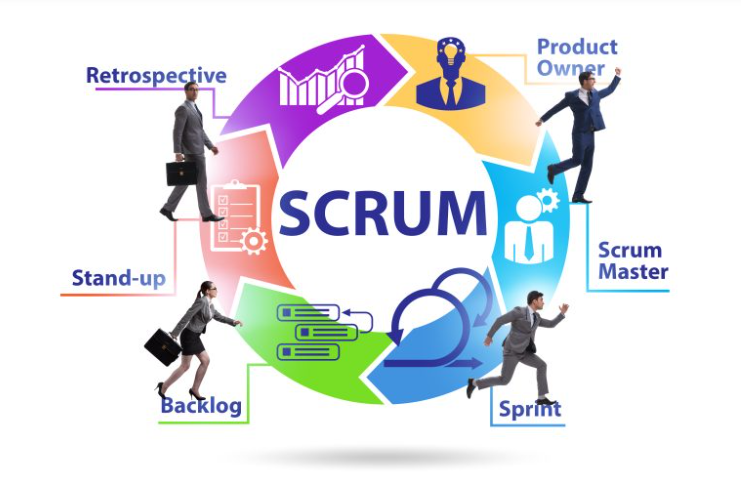 Product
Owner
Retrospective
SCRUM
Scrum
Master
Stand-up
Backlog
Sprint